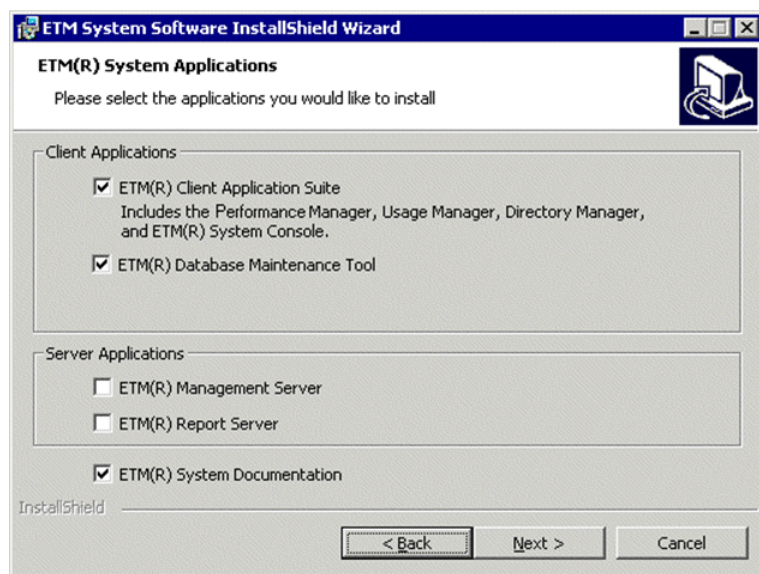 ETM System Software InstallShield Wizard
ETM(R) System Applications
Please select the applications you would like to install
Client Applications
ETM(R) Client Application Suite
Includes the Performance Manager, Usage Manager, Directory Manager,
and ETM(R) System Console.
ETM(R) Database Maintenance Tool
Server Applications
ETM(R) Management Server
ETM(R) Report Server
ETM(R) System Documentation
InstallShield
< Back
Next >
Cancel